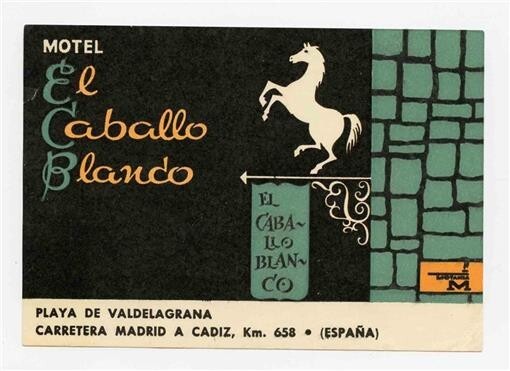 MOTEL
El
Caballo
Blanco
EL
CABA-
LLO
BLAN-
CO
M
PLAYA DE VALDELAGRANA
CARRETERA MADRID A CADIZ, Km. 658 • (ESPAÑA)